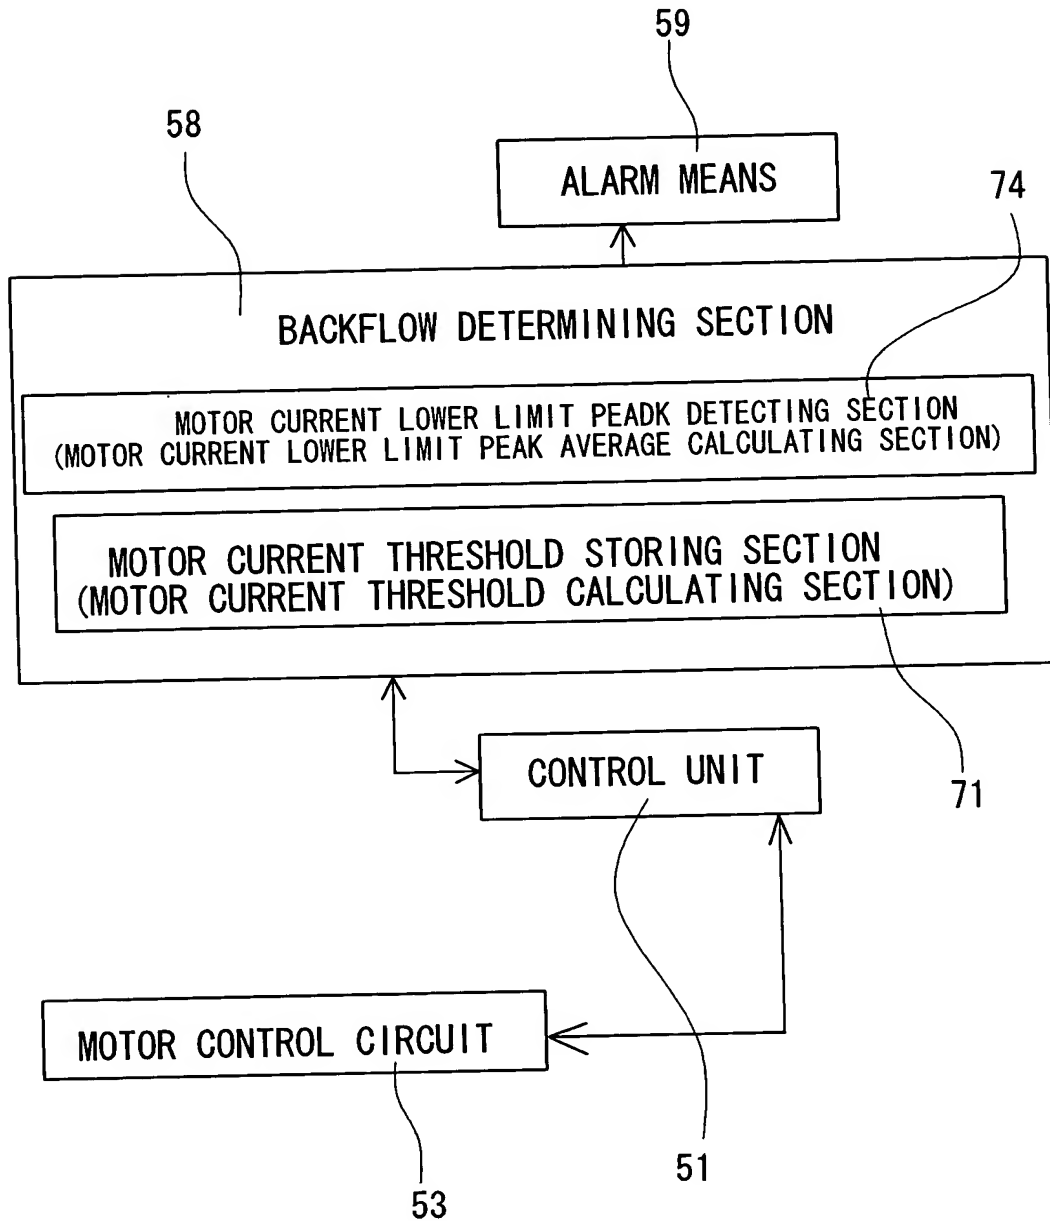 59
58
ALARM MEANS
74
BACKFLOW DETERMINING SECTION
MOTOR CURRENT LOWER LIMIT PEADK DETECTING SECTION
(MOTOR CURRENT LOWER LIMIT PEAK AVERAGE CALCULATING SECTION)
MOTOR CURRENT THRESHOLD STORING SECTION
(MOTOR CURRENT THRESHOLD CALCULATING SECTION)
CONTROL UNIT
71
MOTOR CONTROL CIRCUIT
51
53